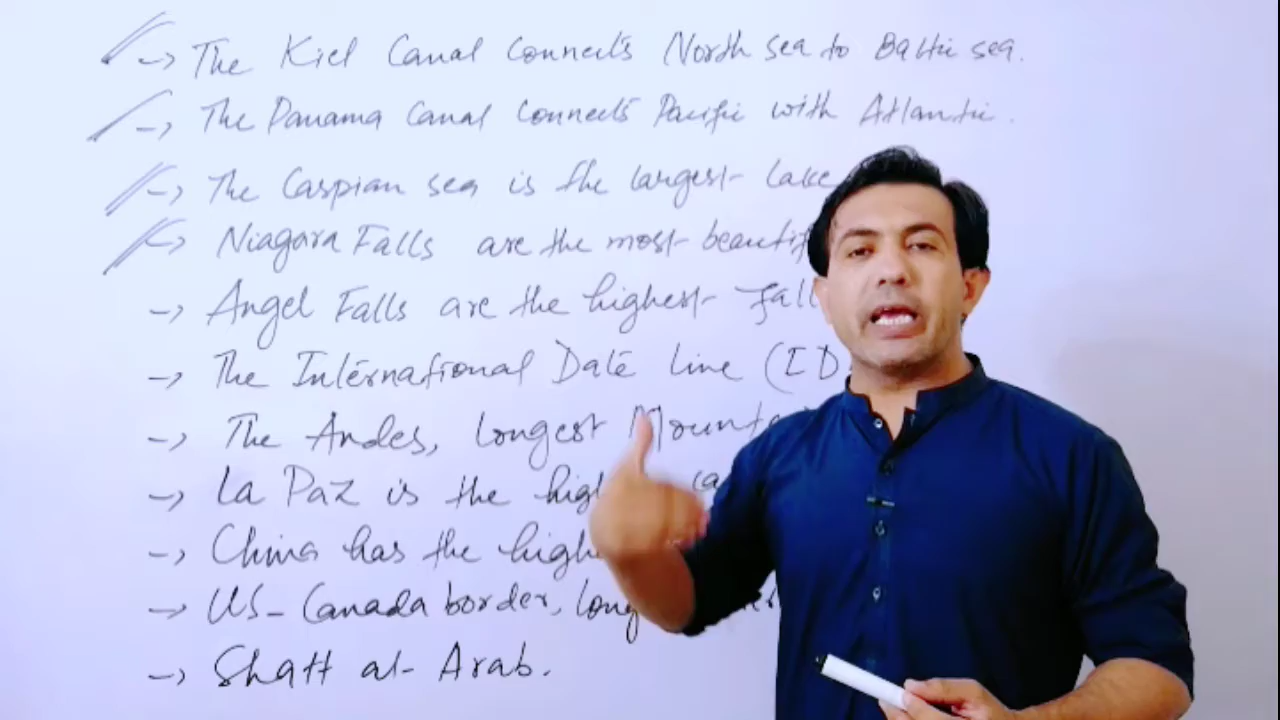 -> The Kiel Canal Connects North sea to Baltic sea.
-> The Panama Canal Connects Pacific with Atlantic.
-> The Caspian sea is the largest lake
-> Niagara Falls are the most beautif
-> Angel Falls are the highest fall
-> The International Date Line (ID
-> The Andes, Longest Mounta
-> La Paz is the high ca
-> China has the highe
-> US-Canada border, long
-> Shatt al-Arab.